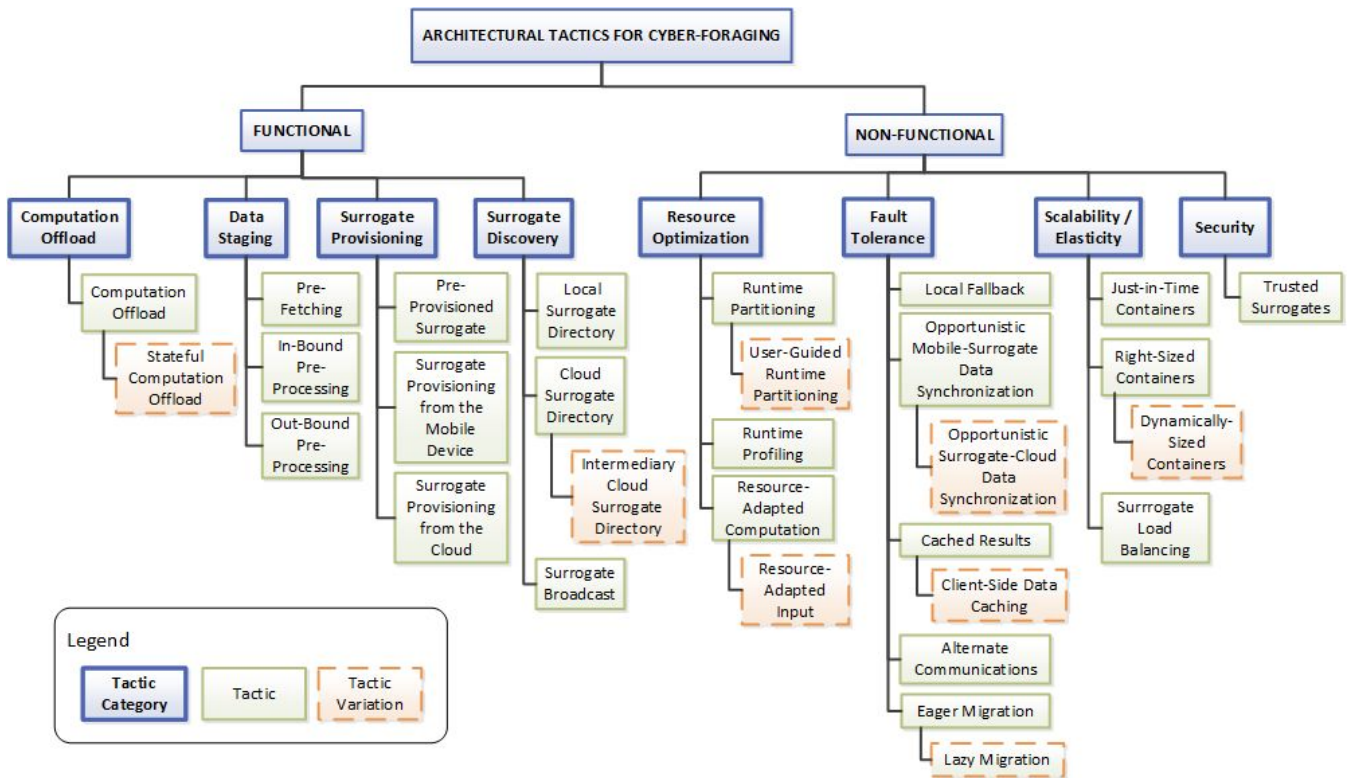 ARCHITECTURAL TACTICS FOR CYBER-FORAGING
FUNCTIONAL
NON-FUNCTIONAL
Computation
Offload
Data
Staging
Surrogate
Provisioning
Surrogate
Discovery
Resource
Optimization
Fault
Tolerance
Scalability /
Elasticity
Security
Computation
Offload
Stateful
Computation
Offload
Pre-
Fetching
In-Bound
Pre-
Processing
Out-Bound
Pre-
Processing
Pre-
Provisioned
Surrogate
Surrogate
Provisioning
from the
Mobile
Device
Surrogate
Provisioning
from the
Cloud
Local
Surrogate
Directory
Cloud
Surrogate
Directory
Intermediary
Cloud
Surrogate
Directory
Surrogate
Broadcast
Runtime
Partitioning
User-Guided
Runtime
Partitioning
Runtime
Profiling
Resource-
Adapted
Computation
Resource-
Adapted
Input
Local Fallback
Opportunistic
Mobile-Surrogate
Data
Synchronization
Opportunistic
Surrogate-Cloud
Data
Synchronization
Cached Results
Client-Side Data
Caching
Alternate
Communications
Eager Migration
Lazy Migration
Just-in-Time
Containers
Right-Sized
Containers
Dynamically-
Sized
Containers
Surrrogate
Load
Balancing
Trusted
Surrogates
Legend
Tactic
Category
Tactic
Tactic
Variation